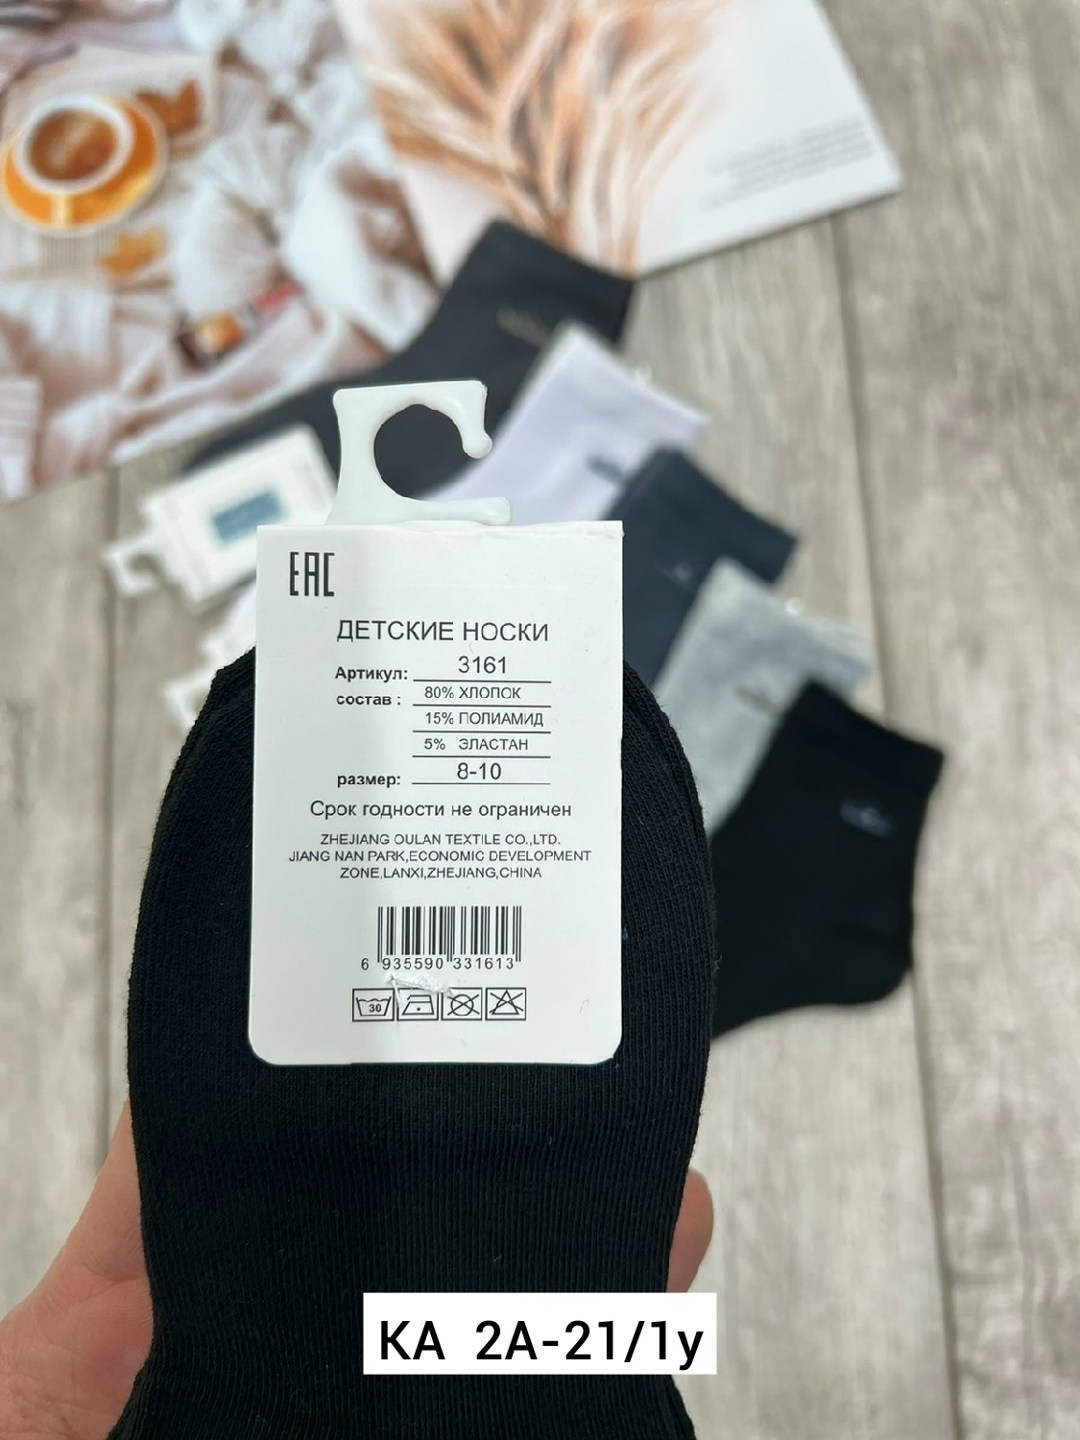 EAC
ДЕТСКИЕ НОСКИ
Артикул: 3161
состав : 80% ХЛОПОК
15% ПОЛИАМИД
5% ЭЛАСТАН
размер: 8-10
Срок годности не ограничен
ZHEJIANG OULAN TEXTILE CO.,LTD.
JIANG NAN PARK,ECONOMIC DEVELOPMENT
ZONE,LANXI,ZHEJIANG,CHINA
6 935590 331613
30
КА 2А-21/1у